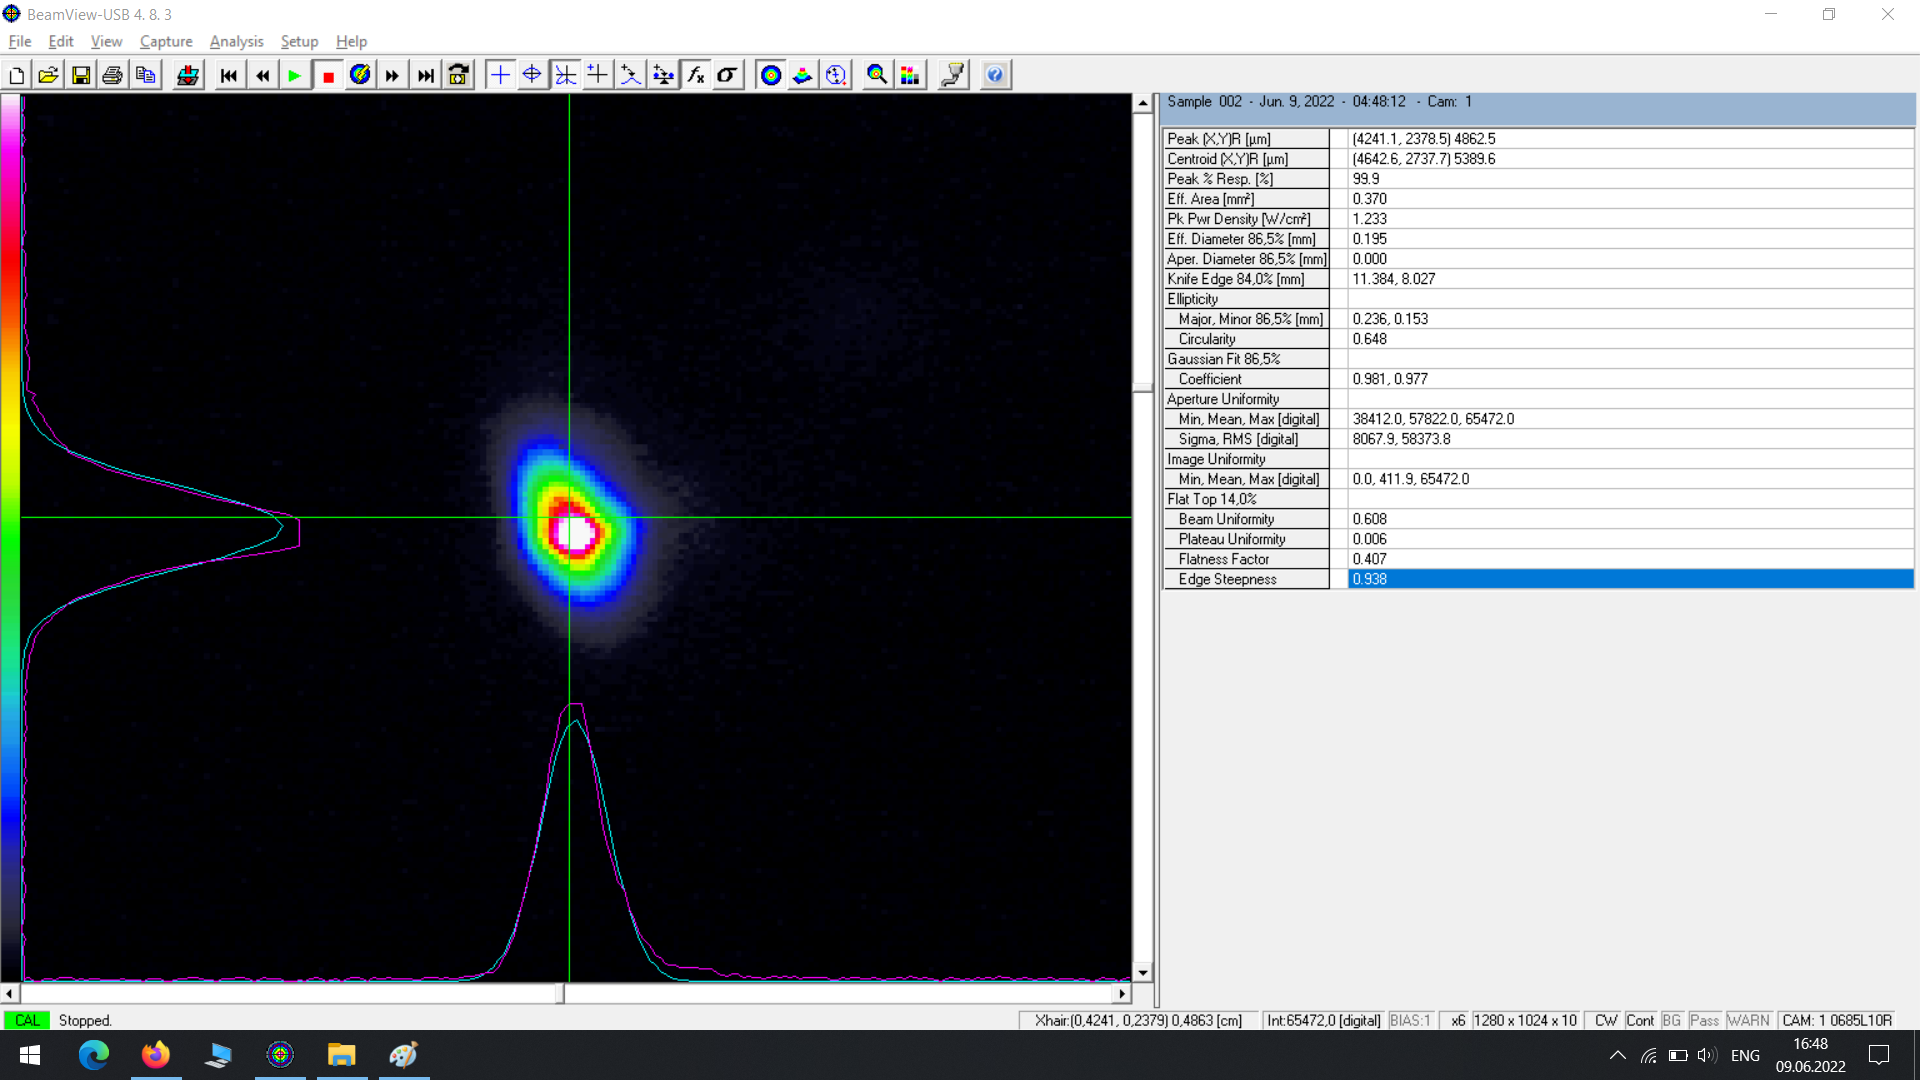 BeamView-USB 4. 8. 3
File Edit View Capture Analysis Setup Help
Sample 002 - Jun. 9, 2022 - 04:48:12 - Cam: 1
Peak (X,Y)R [µm] (4241.1, 2378.5) 4862.5
Centroid (X,Y)R [µm] (4642.6, 2737.7) 5389.6
Peak % Resp. [%] 99.9
Eff. Area [mm²] 0.370
Pk Pwr Density [W/cm²] 1.233
Eff. Diameter 86,5% [mm] 0.195
Aper. Diameter 86,5% [mm] 0.000
Knife Edge 84,0% [mm] 11.384, 8.027
Ellipticity
Major, Minor 86,5% [mm] 0.236, 0.153
Circularity 0.648
Gaussian Fit 86,5%
Coefficient 0.981, 0.977
Aperture Uniformity
Min, Mean, Max [digital] 38412.0, 57822.0, 65472.0
Sigma, RMS [digital] 8067.9, 58373.8
Image Uniformity
Min, Mean, Max [digital] 0.0, 411.9, 65472.0
Flat Top 14,0%
Beam Uniformity 0.608
Plateau Uniformity 0.006
Flatness Factor 0.407
Edge Steepness 0.938
CAL Stopped. Xhair:(0,4241, 0,2379) 0,4863 [cm] Int:65472,0 [digital] BIAS:1 x6 1280 x 1024 x 10 CW Cont BG Pass WARN CAM: 1 0685L10R
ENG
16:48
09.06.2022